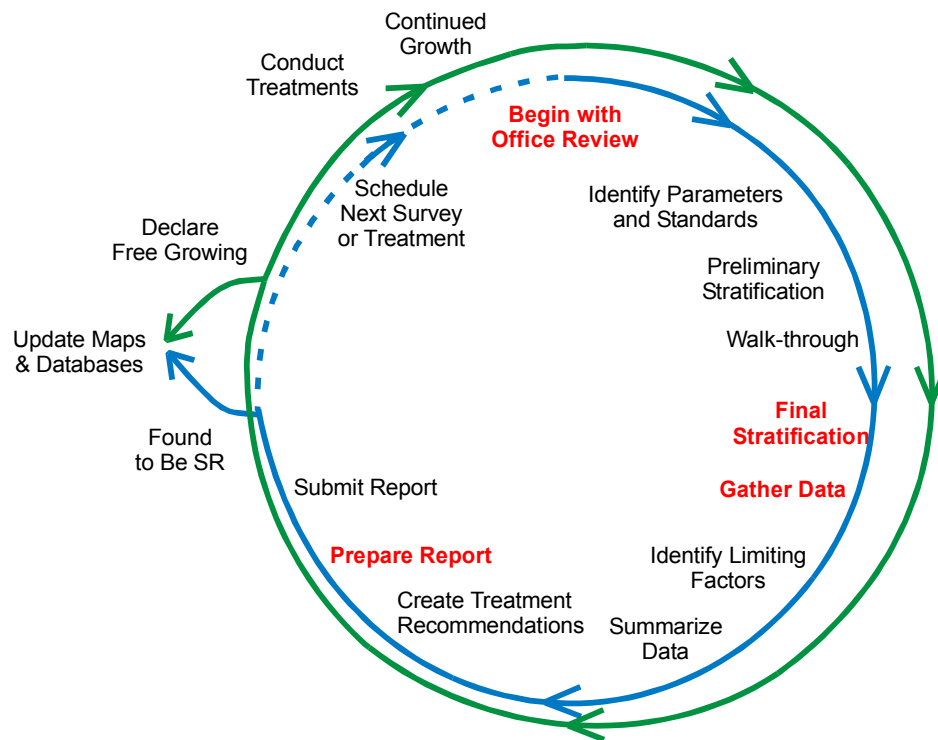 Continued
Growth
Conduct
Treatments
Begin with
Office Review
Schedule
Next Survey
or Treatment
Identify Parameters
and Standards
Declare
Free Growing
Preliminary
Stratification
Update Maps
& Databases
Walk-through
Final
Stratification
Found
to Be SR
Submit Report
Gather Data
Prepare Report
Identify Limiting
Factors
Create Treatment
Recommendations
Summarize
Data